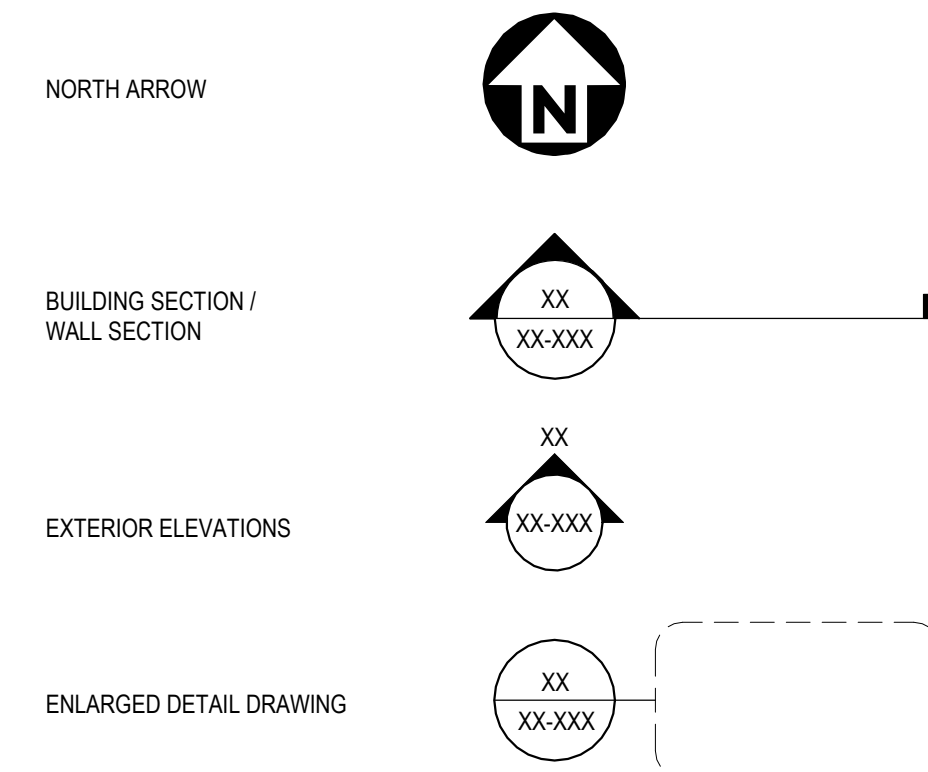 NORTH ARROW
N
BUILDING SECTION /
WALL SECTION
XX
XX-XXX
XX
EXTERIOR ELEVATIONS
XX-XXX
ENLARGED DETAIL DRAWING
XX
XX-XXX